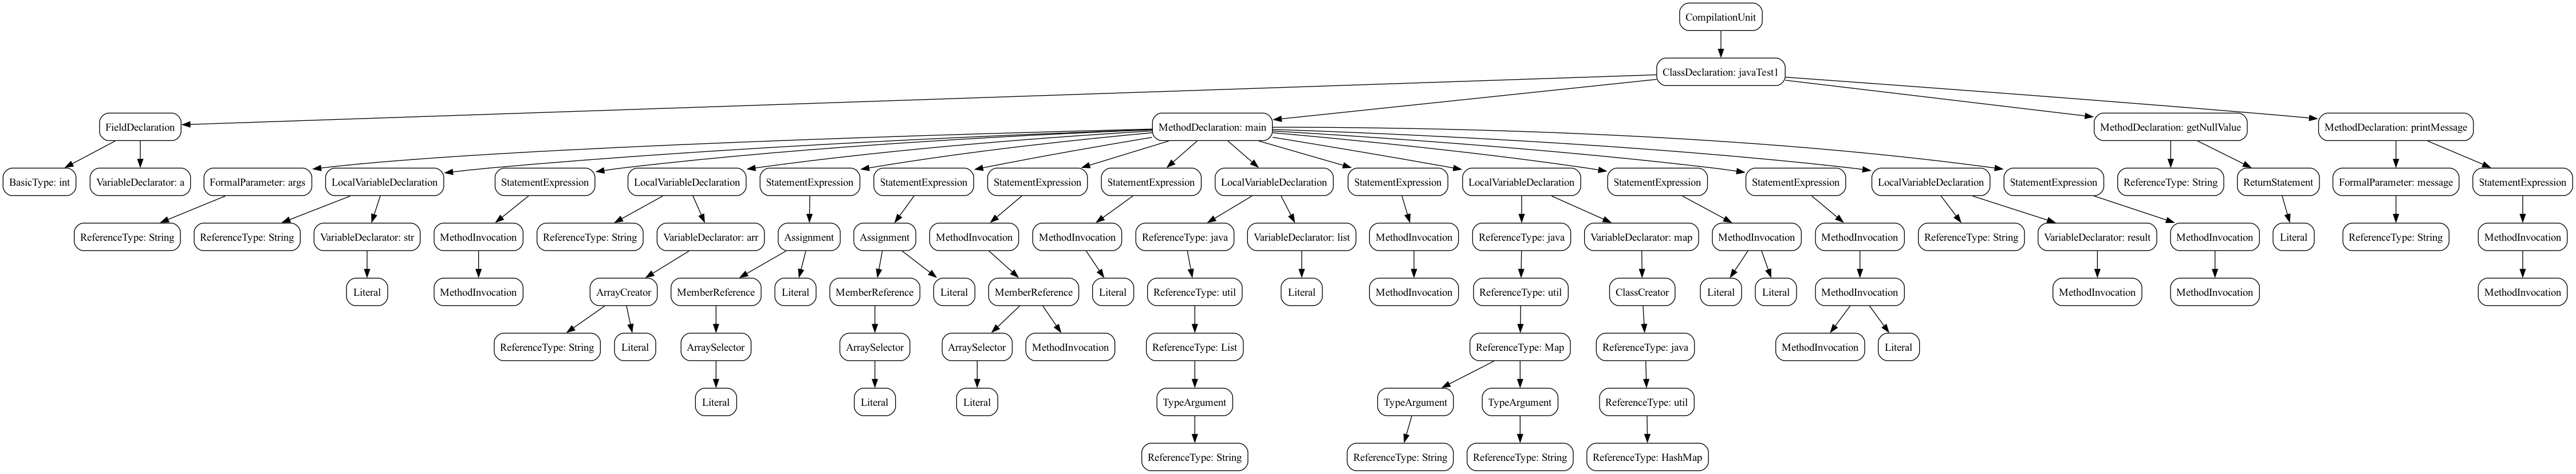 CompilationUnit
ClassDeclaration: javaTest1
FieldDeclaration
MethodDeclaration: main
MethodDeclaration: getNullValue
MethodDeclaration: printMessage
BasicType: int
VariableDeclarator: a
FormalParameter: args
LocalVariableDeclaration
StatementExpression
LocalVariableDeclaration
StatementExpression
StatementExpression
StatementExpression
StatementExpression
LocalVariableDeclaration
StatementExpression
LocalVariableDeclaration
StatementExpression
StatementExpression
LocalVariableDeclaration
StatementExpression
ReferenceType: String
ReturnStatement
FormalParameter: message
StatementExpression
ReferenceType: String
ReferenceType: String
VariableDeclarator: str
MethodInvocation
ReferenceType: String
VariableDeclarator: arr
Assignment
Assignment
MethodInvocation
MethodInvocation
ReferenceType: java
VariableDeclarator: list
MethodInvocation
ReferenceType: java
VariableDeclarator: map
MethodInvocation
MethodInvocation
ReferenceType: String
VariableDeclarator: result
MethodInvocation
Literal
ReferenceType: String
MethodInvocation
Literal
MethodInvocation
ArrayCreator
MemberReference
Literal
MemberReference
Literal
MemberReference
Literal
ReferenceType: util
Literal
MethodInvocation
ReferenceType: util
ClassCreator
Literal
Literal
MethodInvocation
MethodInvocation
MethodInvocation
MethodInvocation
ReferenceType: String
Literal
ArraySelector
ArraySelector
ArraySelector
MethodInvocation
ReferenceType: List
ReferenceType: Map
ReferenceType: java
MethodInvocation
Literal
Literal
Literal
Literal
TypeArgument
TypeArgument
TypeArgument
ReferenceType: util
ReferenceType: String
ReferenceType: String
ReferenceType: String
ReferenceType: HashMap